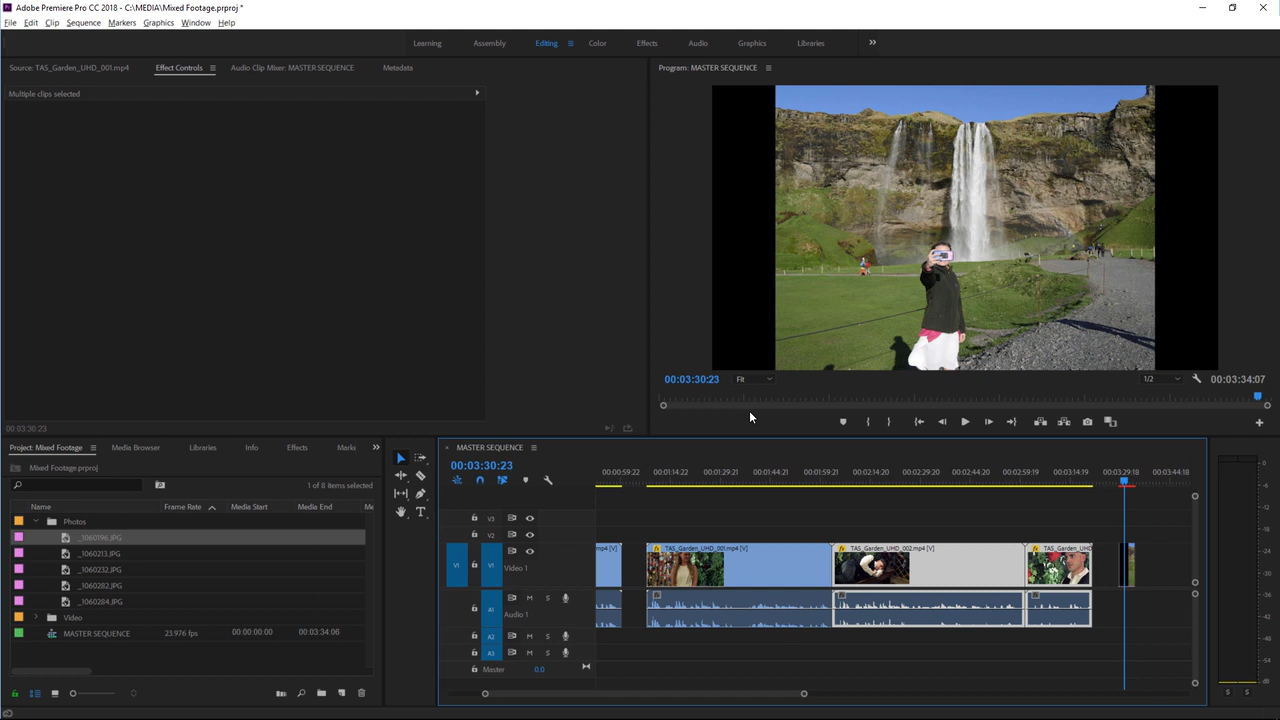 Adobe Premiere Pro CC 2018 - C:\MEDIA\Mixed Footage.prproj *
File Edit Clip Sequence Markers Graphics Window Help
Learning Assembly Editing Color Effects Audio Graphics Libraries
Source: TAS_Garden_UHD_001.mp4 Effect Controls Audio Clip Mixer: MASTER SEQUENCE Metadata
Program: MASTER SEQUENCE
Multiple clips selected
00:03:30:23 Fit 1/2 00:03:34:07
00:03:30:23
Project: Mixed Footage Media Browser Libraries Info Effects Marke
MASTER SEQUENCE
Mixed Footage.prproj
00:03:30:23
00:00:59:22 00:01:14:22 00:01:29:21 00:01:44:21 00:01:59:21 00:02:14:20 00:02:29:20 00:02:44:20 00:02:59:19 00:03:14:19 00:03:29:18 00:03:44:18
1 of 8 items selected
Name Frame Rate Media Start Media End Me
Photos
_1060196.JPG
_1060213.JPG
_1060232.JPG
_1060282.JPG
_1060284.JPG
Video
MASTER SEQUENCE 23.976 fps 00:00:00:00 00:03:34:06
V3
V2
mp4 [V] TAS_Garden_UHD_001.mp4 [V] TAS_Garden_UHD_002.mp4 [V] TAS_Garden_UHD
V1 V1 Video 1
A1 M S
Audio 1
A2 M S
A3 M S
Master 0.0
0
dB
S S